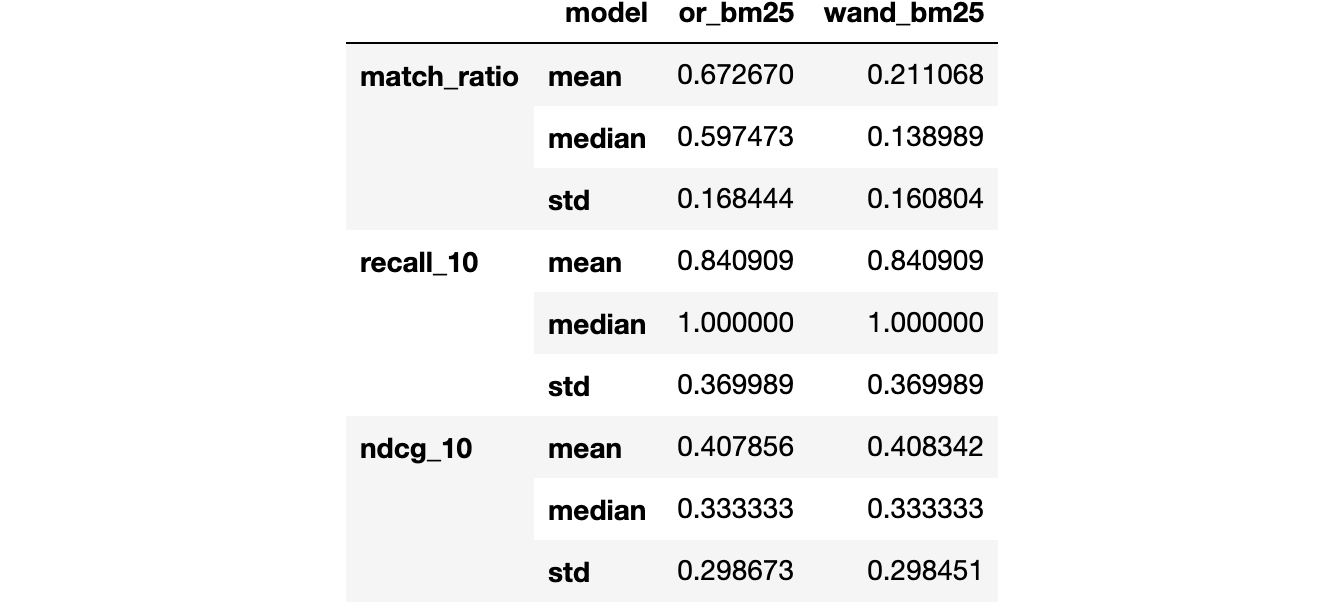 model or_bm25 wand_bm25
match_ratio mean 0.672670 0.211068
median 0.597473 0.138989
std 0.168444 0.160804
recall_10 mean 0.840909 0.840909
median 1.000000 1.000000
std 0.369989 0.369989
ndcg_10 mean 0.407856 0.408342
median 0.333333 0.333333
std 0.298673 0.298451